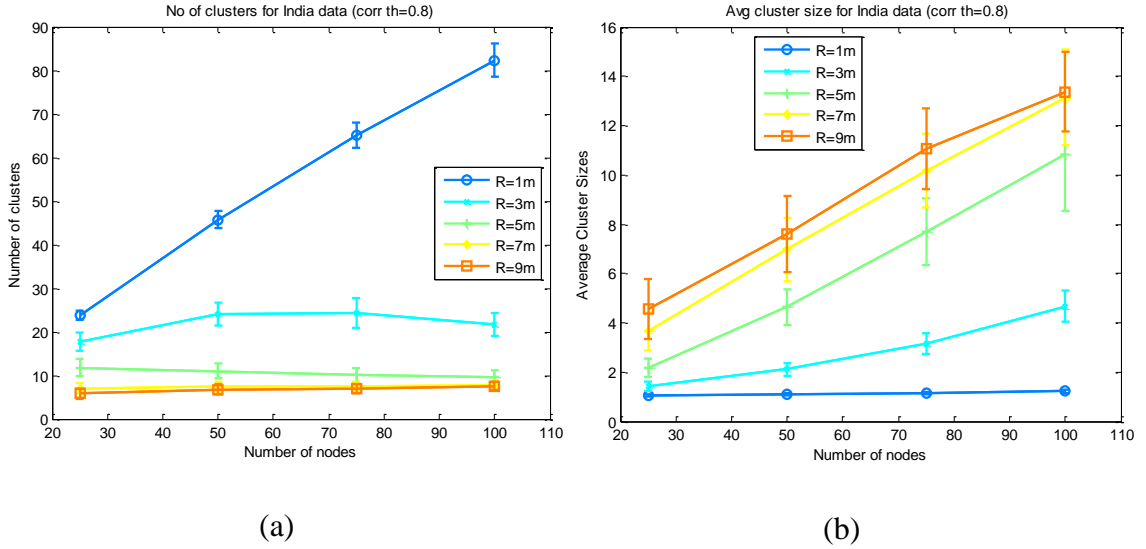 No of clusters for India data (corr th=0.8)
90
80
70
60
50
40
30
20
10
0
Number of clusters
R=1m
R=3m
R=5m
R=7m
R=9m
20 30 40 50 60 70 80 90 100 110
Number of nodes
(a)
Avg cluster size for India data (corr th=0.8)
16
14
12
10
8
6
4
2
0
Average Cluster Sizes
R=1m
R=3m
R=5m
R=7m
R=9m
20 30 40 50 60 70 80 90 100 110
Number of nodes
(b)